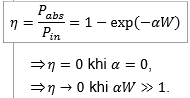 η = P_abs / P_in = 1 − exp(−αW)
⇒η = 0 khi α = 0,
⇒η → 0 khi αW ≫ 1.